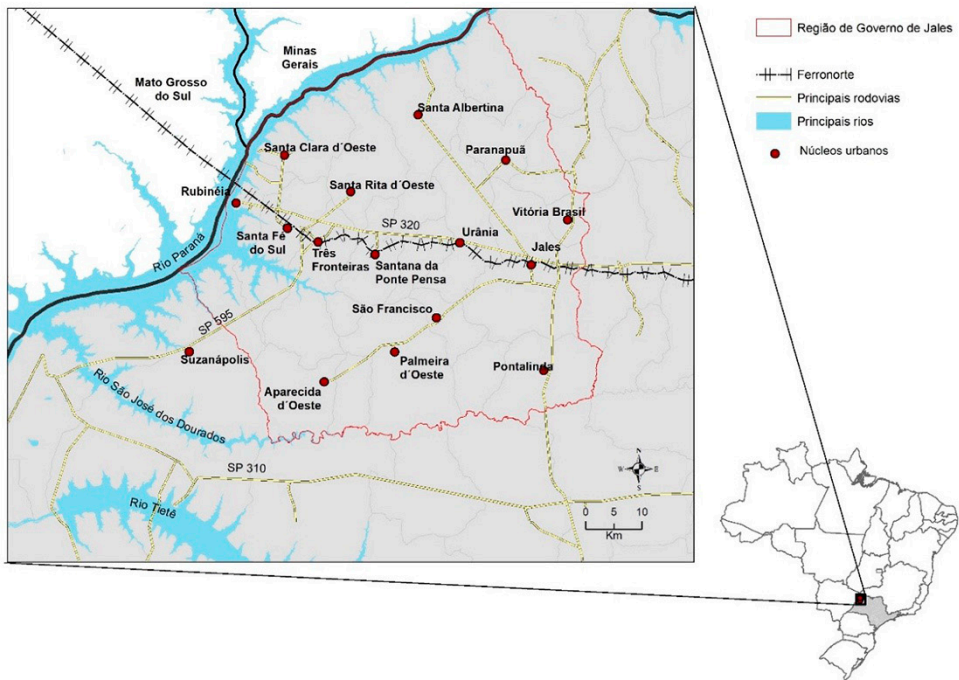 Minas
Gerais
Mato Grosso
do Sul
Santa Albertina
Santa Clara d´Oeste
Paranapuã
Rubinéia
Santa Rita d´Oeste
Vitória Brasil
SP 320
Urânia
Santa Fé
do Sul
Três
Fronteiras
Jales
Rio Paraná
Santana da
Ponte Pensa
São Francisco
SP 595
Suzanápolis
Palmeira
d´Oeste
Pontalinda
Aparecida
d´Oeste
Rio São José dos Dourados
SP 310
Rio Tietê
N
W E
S
0 5 10
Km
Região de Governo de Jales
Ferronorte
Principais rodovias
Principais rios
Núcleos urbanos